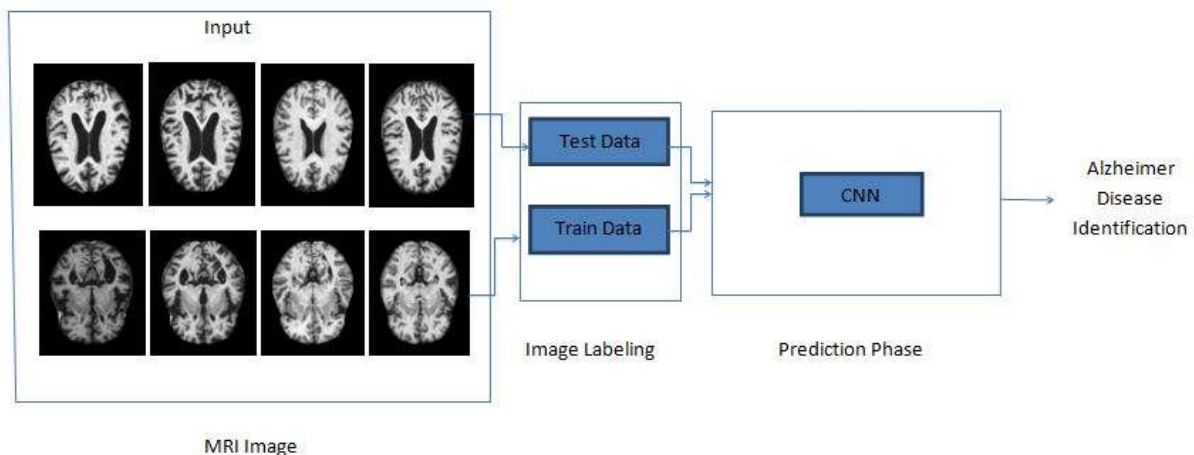 Input
Test Data
Train Data
CNN
Alzheimer
Disease
Identification
Image Labeling
Prediction Phase
MRI Image